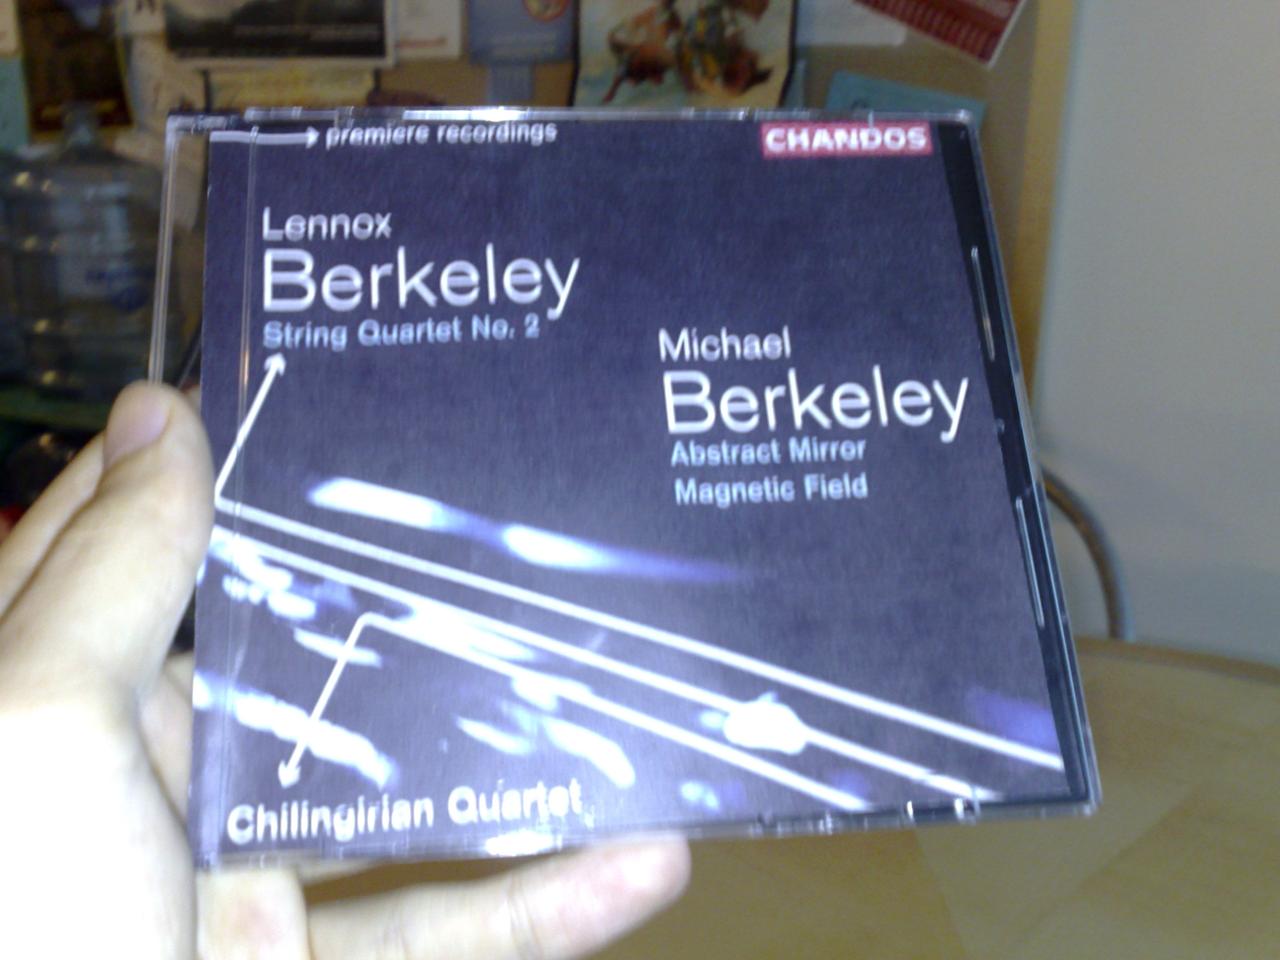 premiere recordings
CHANDOS
Lennox
Berkeley
String Quartet No. 2
Michael
Berkeley
Abstract Mirror
Magnetic Field
Chilingirian Quartet